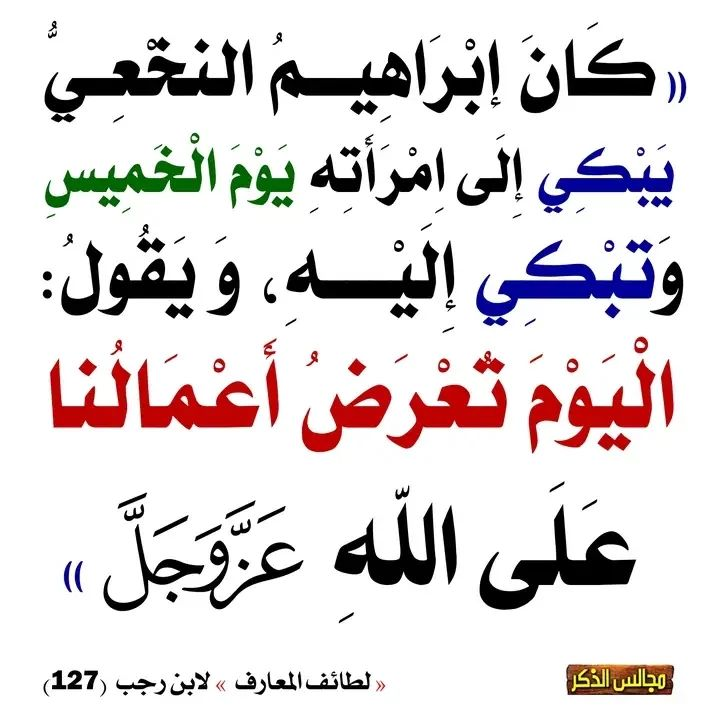 (( كَانَ إبْرَاهِيمُ النخْعِيُّ
يَبْكِي إِلَى اِمْرَأَتهِ يَوْمَ الْخَمِيسِ
وَتبْكِي إِلَيْهِ، وَ يَقُولُ:
الْيَوْمَ تُعْرَضُ أَعْمَالُنا
عَلَى اللّهِ عَزَّوَجَلَّ ))
« لطائف المعارف » لابن رجب (127)
مجالس الذكر